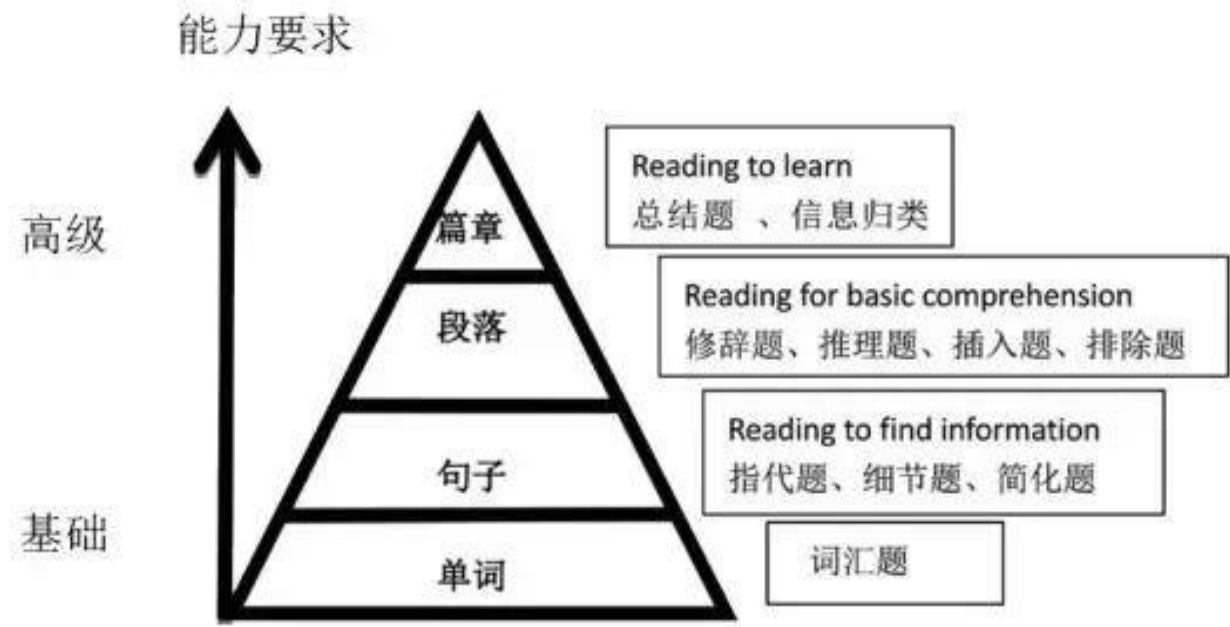 能力要求
高级
基础
篇章
段落
句子
单词
Reading to learn
总结题 、信息归类
Reading for basic comprehension
修辞题、推理题、插入题、排除题
Reading to find information
指代题、细节题、简化题
词汇题